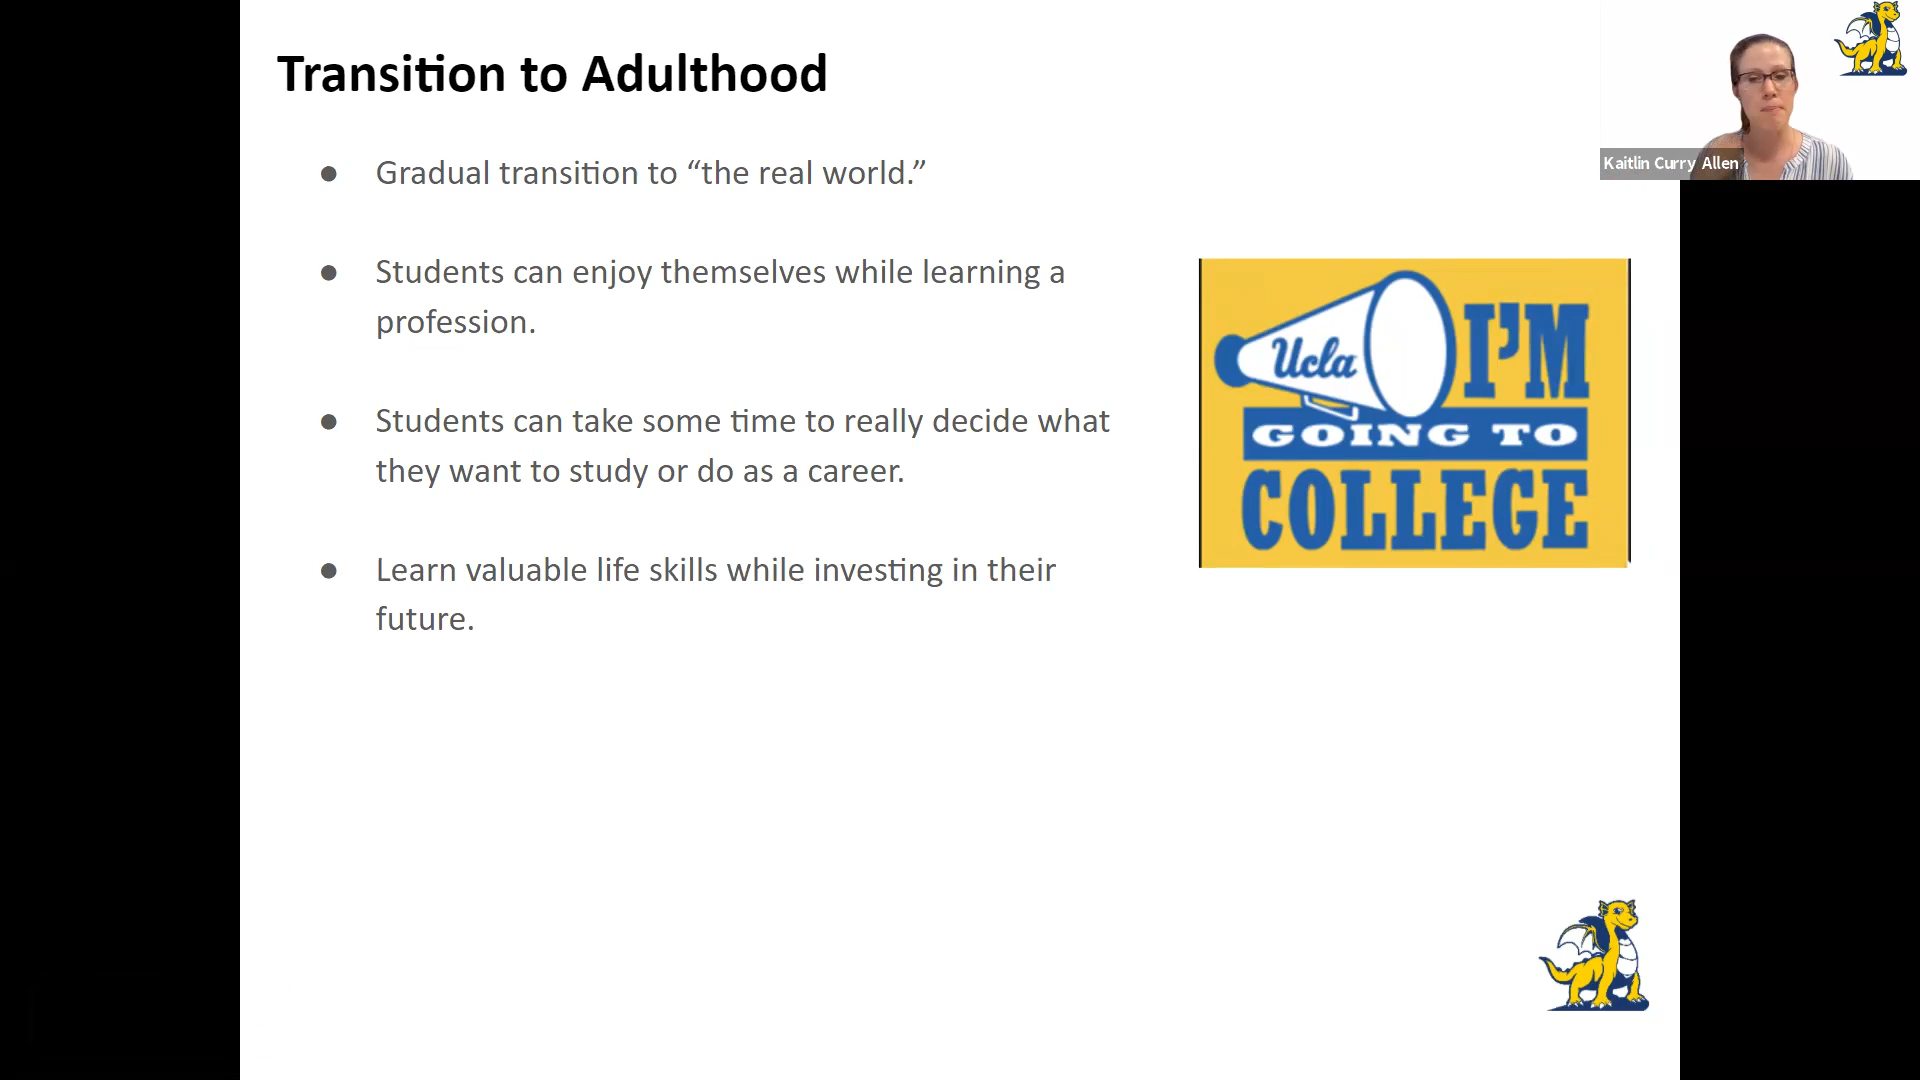 Transition to Adulthood
Kaitlin Curry Allen
● Gradual transition to “the real world.”
● Students can enjoy themselves while learning a
profession.
● Students can take some time to really decide what
they want to study or do as a career.
● Learn valuable life skills while investing in their
future.
Ucla
I'M
GOING TO
COLLEGE